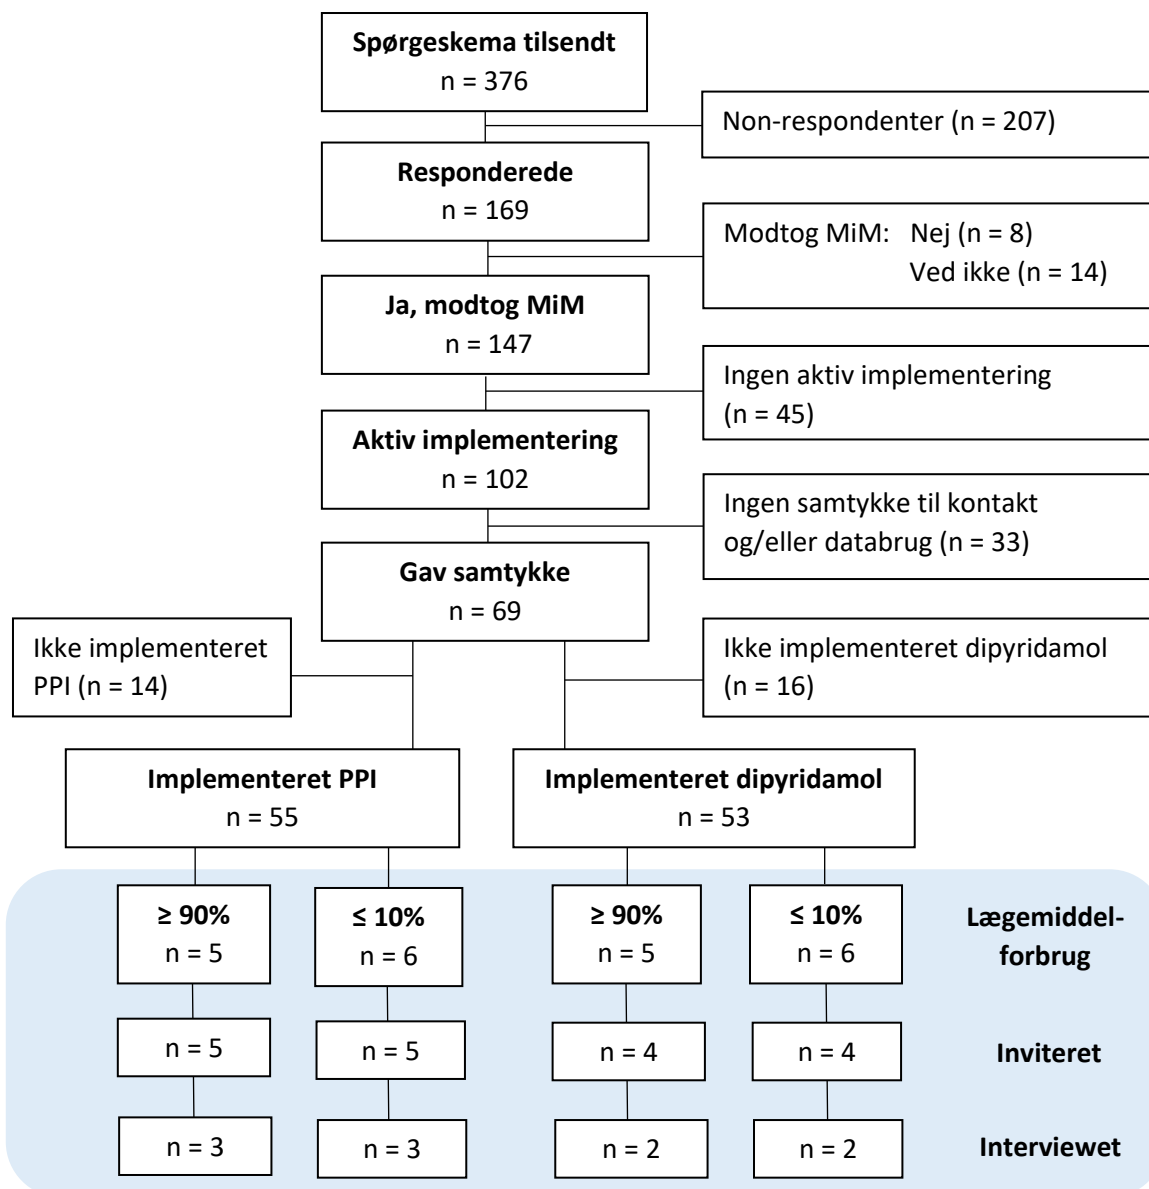 Spørgeskema tilsendt
n = 376
Non-respondenter (n = 207)
Responderede
n = 169
Modtog MiM: Nej (n = 8)
Ved ikke (n = 14)
Ja, modtog MiM
n = 147
Ingen aktiv implementering
(n = 45)
Aktiv implementering
n = 102
Ingen samtykke til kontakt
og/eller databrug (n = 33)
Gav samtykke
n = 69
Ikke implementeret
PPI (n = 14)
Ikke implementeret dipyridamol
(n = 16)
Implementeret PPI
n = 55
Implementeret dipyridamol
n = 53
≥ 90%
n = 5
≤ 10%
n = 6
≥ 90%
n = 5
≤ 10%
n = 6
Lægemiddel-
forbrug
n = 5
n = 5
n = 4
n = 4
Inviteret
n = 3
n = 3
n = 2
n = 2
Interviewet